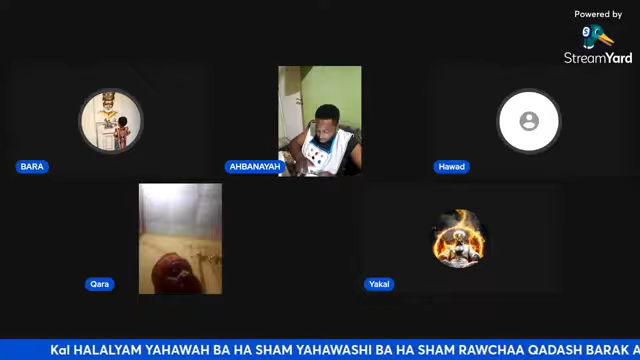 Powered by
StreamYard
BARA
AHBANAYAH
Hawad
Qara
Yakal
Kal HALALYAM YAHAWAH BA HA SHAM YAHAWASHI BA HA SHAM RAWCHAA QADASH BARAK A